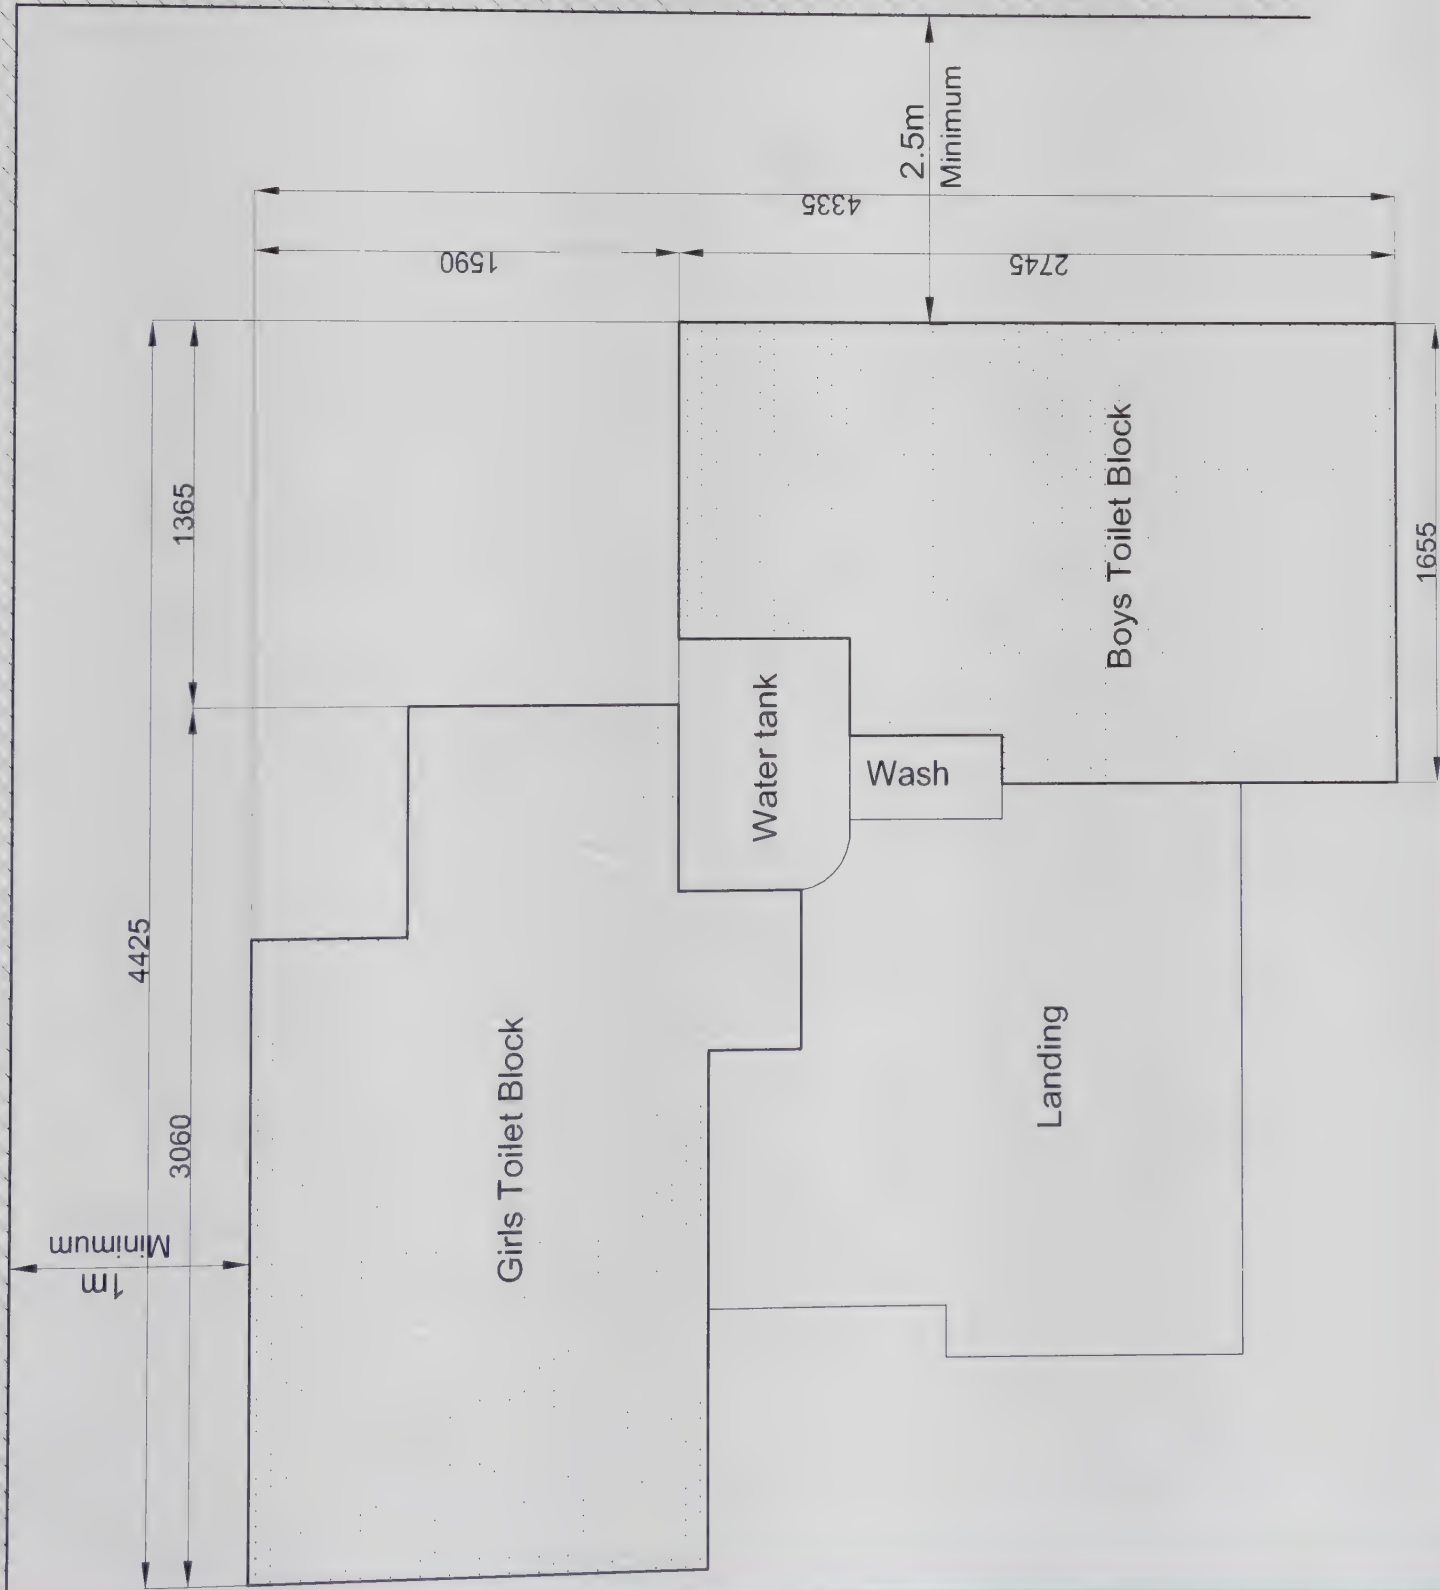 2.5m
Minimum
4335
1590
2745
1365
4425
3060
1m
Minimum
Boys Toilet Block
1655
Water tank
Wash
Girls Toilet Block
Landing